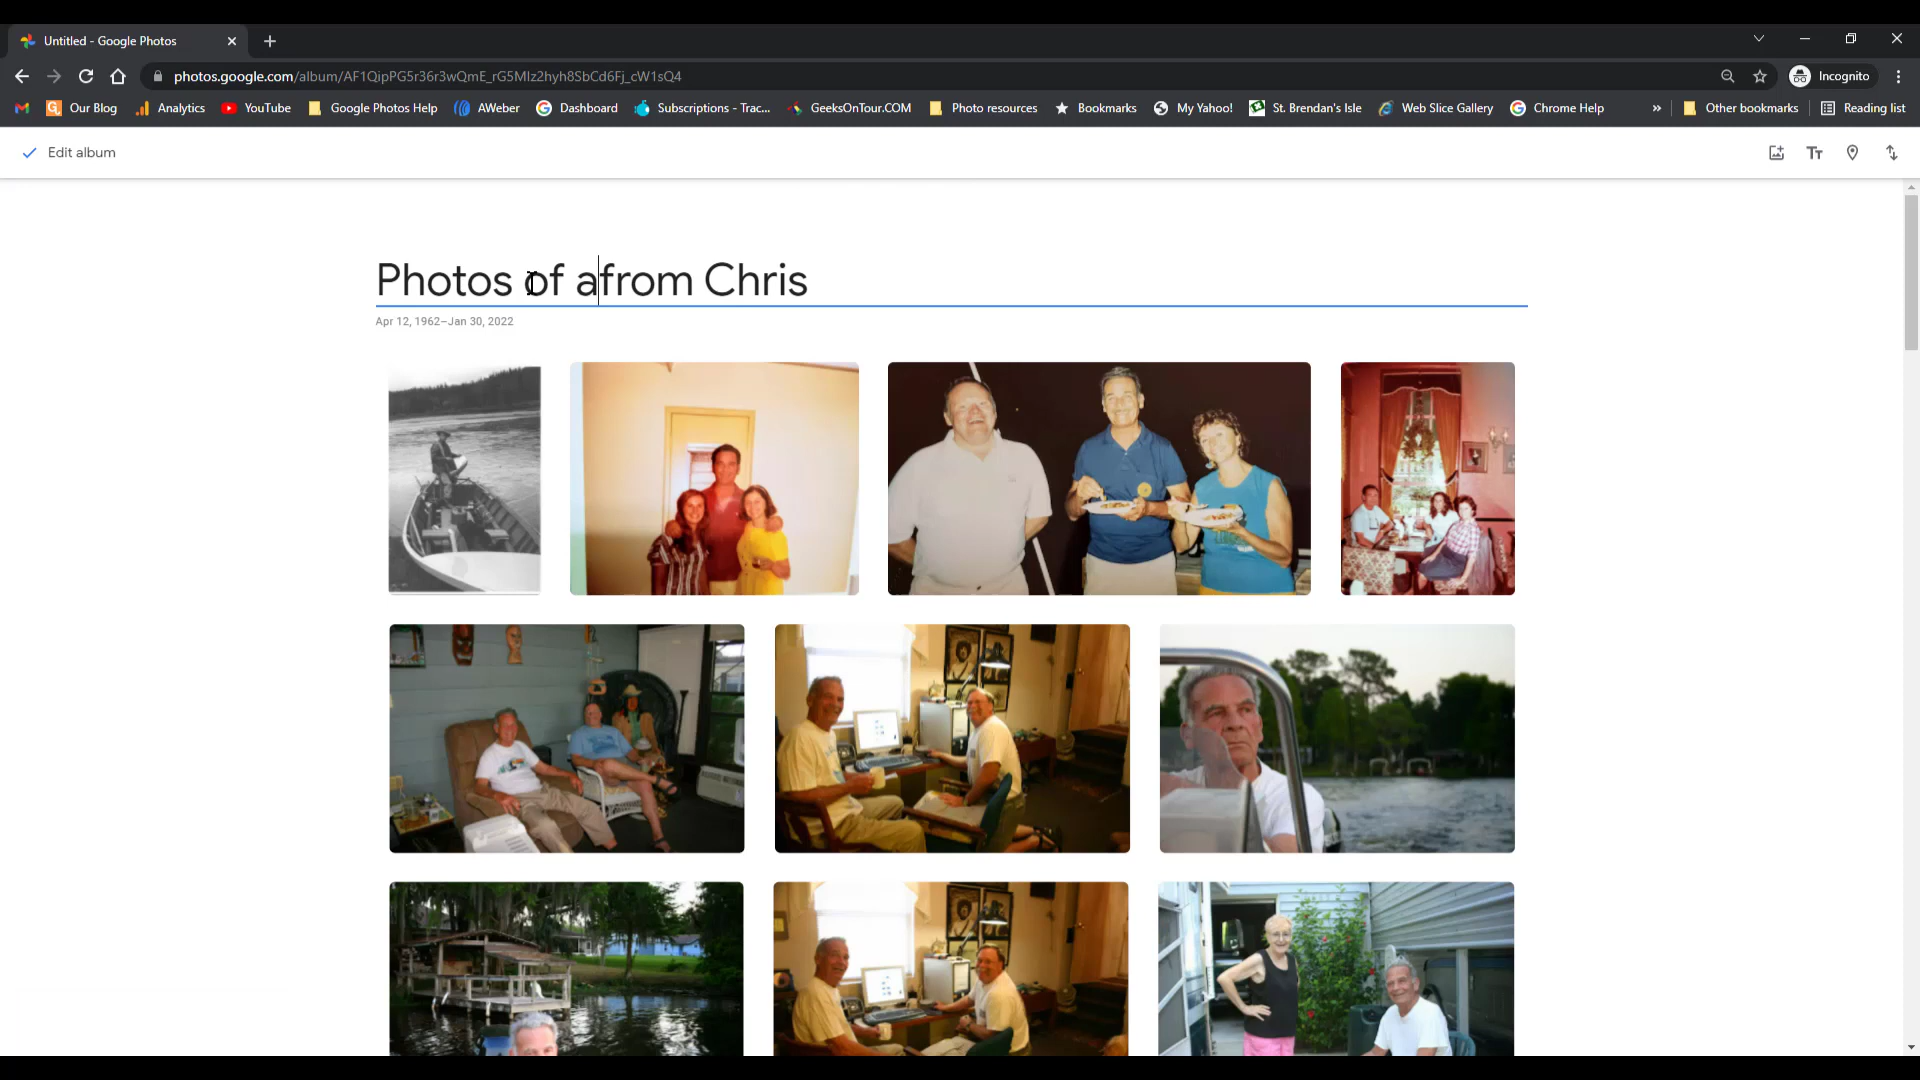 Untitled - Google Photos
photos.google.com/album/AF1QipPG5r36r3wQmE_rG5MIz2hyh8SbCd6Fj_cW1sQ4
Incognito
Our Blog Analytics YouTube Google Photos Help AWeber Dashboard Subscriptions - Trac... GeeksOnTour.COM Photo resources Bookmarks My Yahoo! St. Brendan's Isle Web Slice Gallery Chrome Help » Other bookmarks Reading list
Edit album
Photos of afrom Chris
Apr 12, 1962–Jan 30, 2022